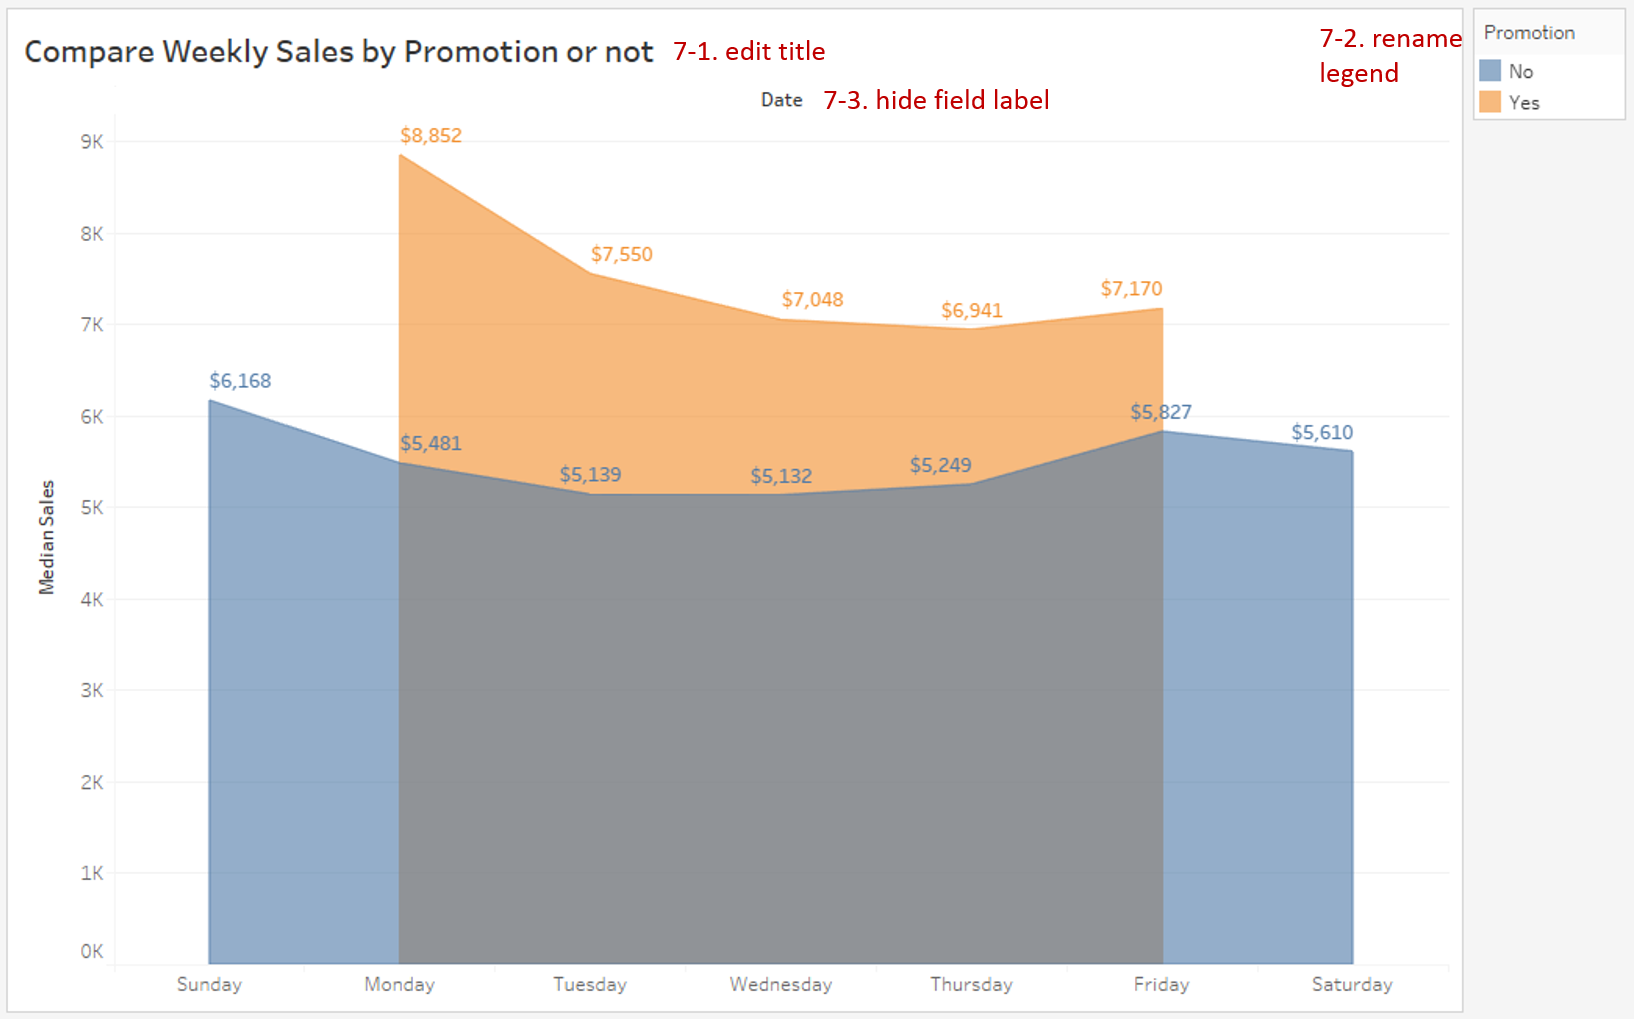 Compare Weekly Sales by Promotion or not 7-1. edit title
7-2. rename
legend
Promotion
No
Yes
Date 7-3. hide field label
9K
8K
7K
6K
5K
4K
3K
2K
1K
0K
Median Sales
$8,852
$7,550
$7,048
$6,941
$7,170
$6,168
$5,481
$5,139
$5,132
$5,249
$5,827
$5,610
Sunday
Monday
Tuesday
Wednesday
Thursday
Friday
Saturday